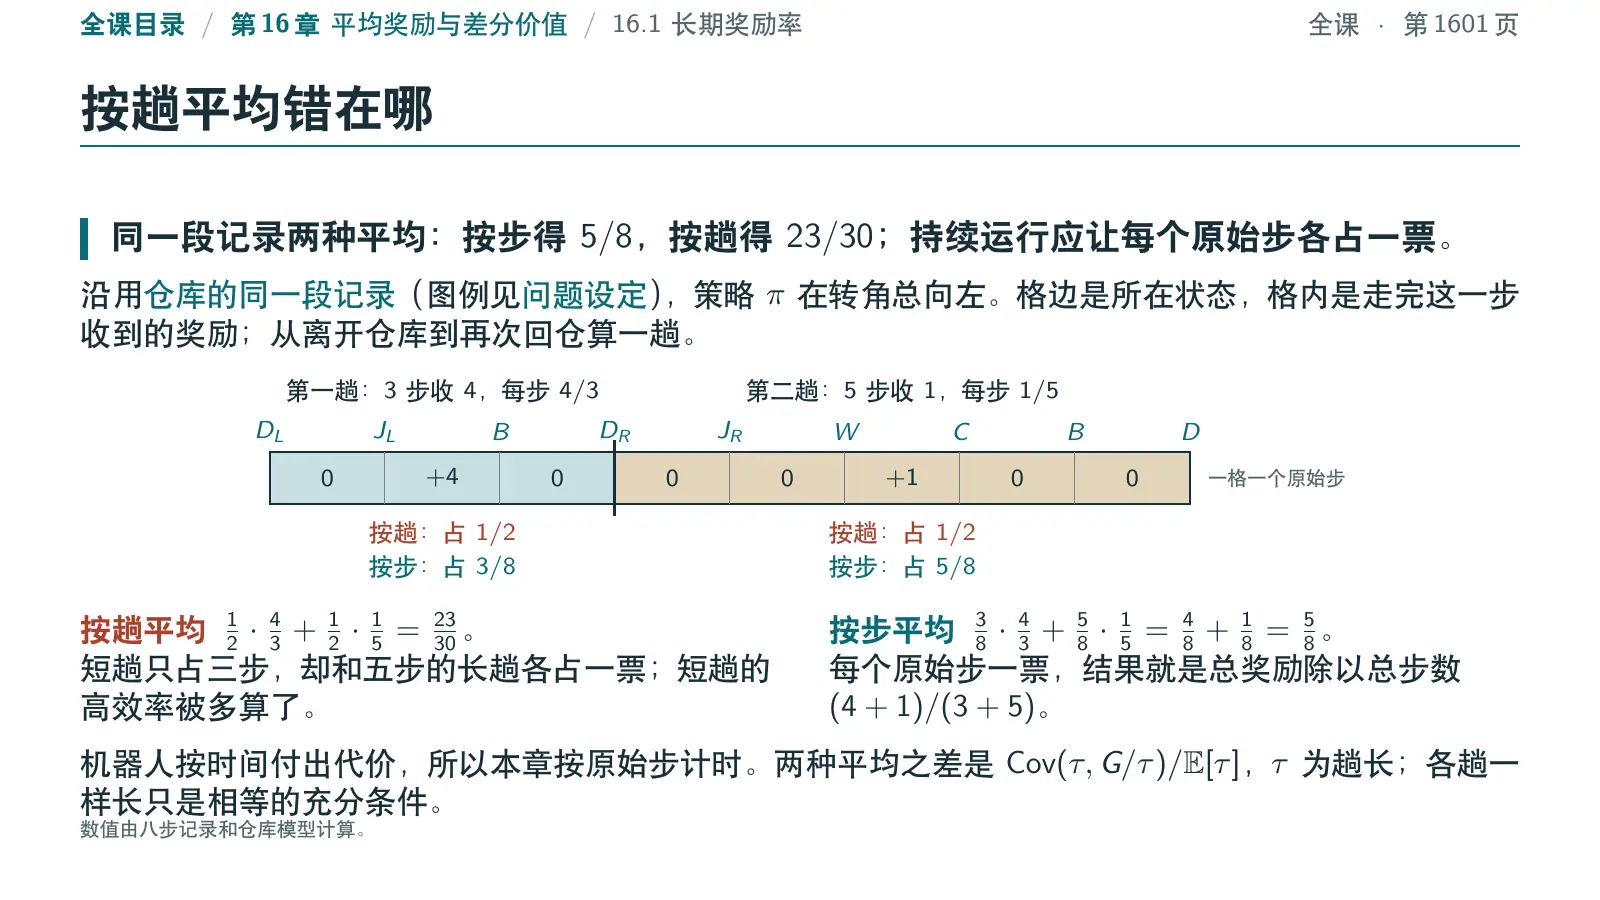 全课目录 / 第 16 章 平均奖励与差分价值 / 16.1 长期奖励率
全课 · 第 1601 页
按趟平均错在哪
同一段记录两种平均：按步得 5/8，按趟得 23/30；持续运行应让每个原始步各占一票。
沿用仓库的同一段记录（图例见问题设定），策略 π 在转角总向左。格边是所在状态，格内是走完这一步
收到的奖励；从离开仓库到再次回仓算一趟。
第一趟：3 步收 4，每步 4/3
第二趟：5 步收 1，每步 1/5
D_L J_L B D_R J_R W C B D
0 +4 0 0 0 +1 0 0 一格一个原始步
按趟：占 1/2
按步：占 3/8
按趟：占 1/2
按步：占 5/8
按趟平均 1/2 · 4/3 + 1/2 · 1/5 = 23/30。
短趟只占三步，却和五步的长趟各占一票；短趟的
高效率被多算了。
按步平均 3/8 · 4/3 + 5/8 · 1/5 = 4/8 + 1/8 = 5/8。
每个原始步一票，结果就是总奖励除以总步数
(4 + 1)/(3 + 5)。
机器人按时间付出代价，所以本章按原始步计时。两种平均之差是 Cov(τ, G/τ)/𝔼[τ]，τ 为趟长；各趟一
样长只是相等的充分条件。
数值由八步记录和仓库模型计算。